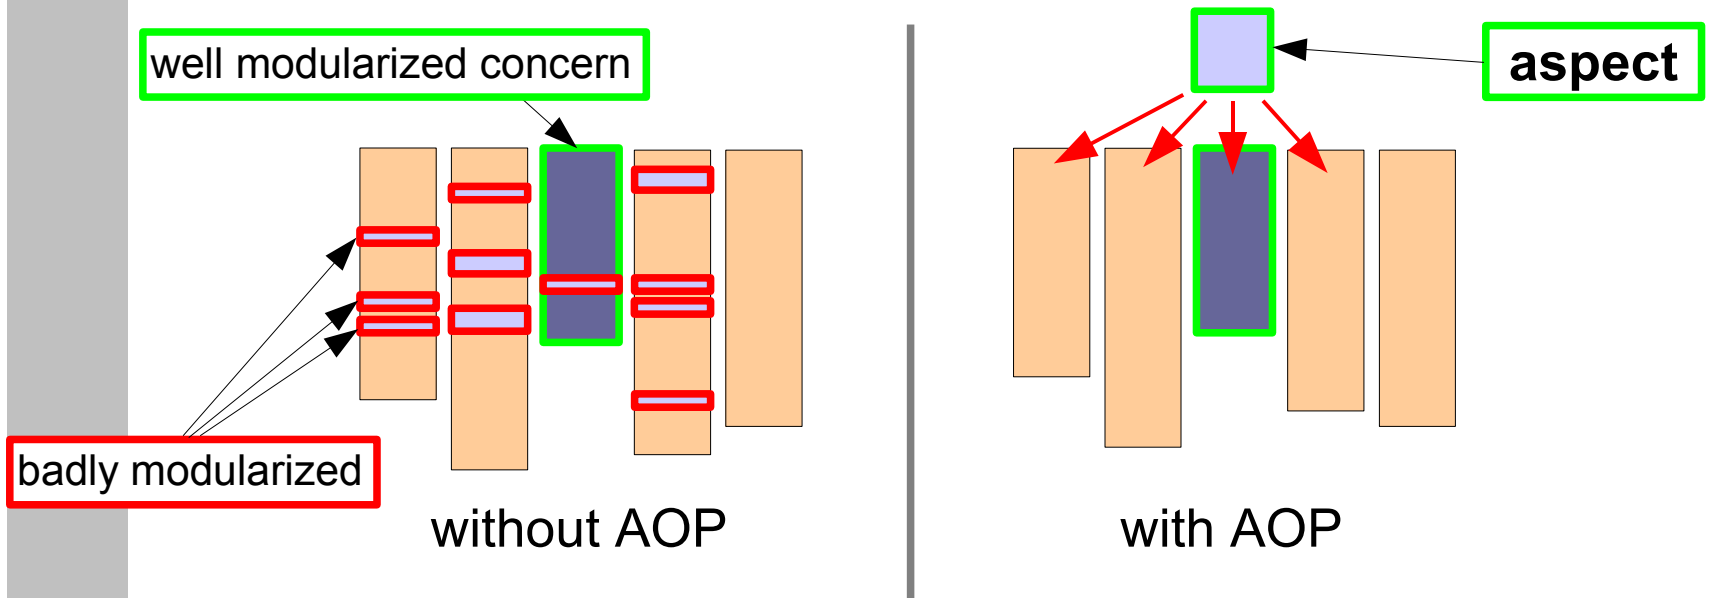 well modularized concern
aspect
badly modularized
without AOP
with AOP